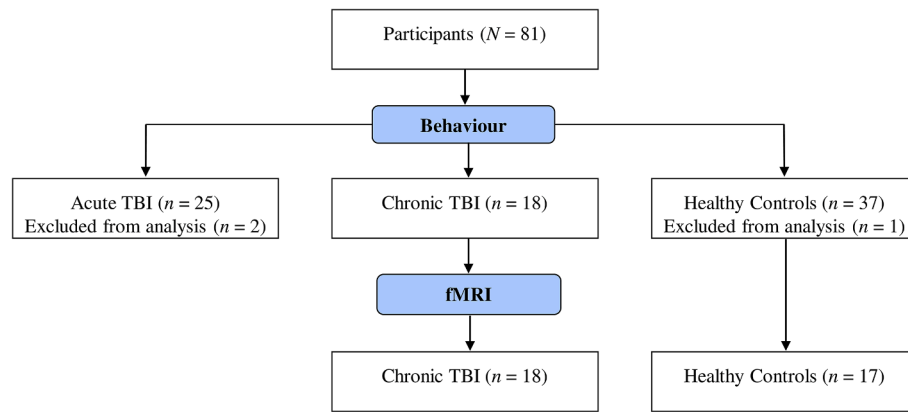 Participants (N = 81)
Behaviour
Acute TBI (n = 25)
Excluded from analysis (n = 2)
Chronic TBI (n = 18)
Healthy Controls (n = 37)
Excluded from analysis (n = 1)
fMRI
Chronic TBI (n = 18)
Healthy Controls (n = 17)